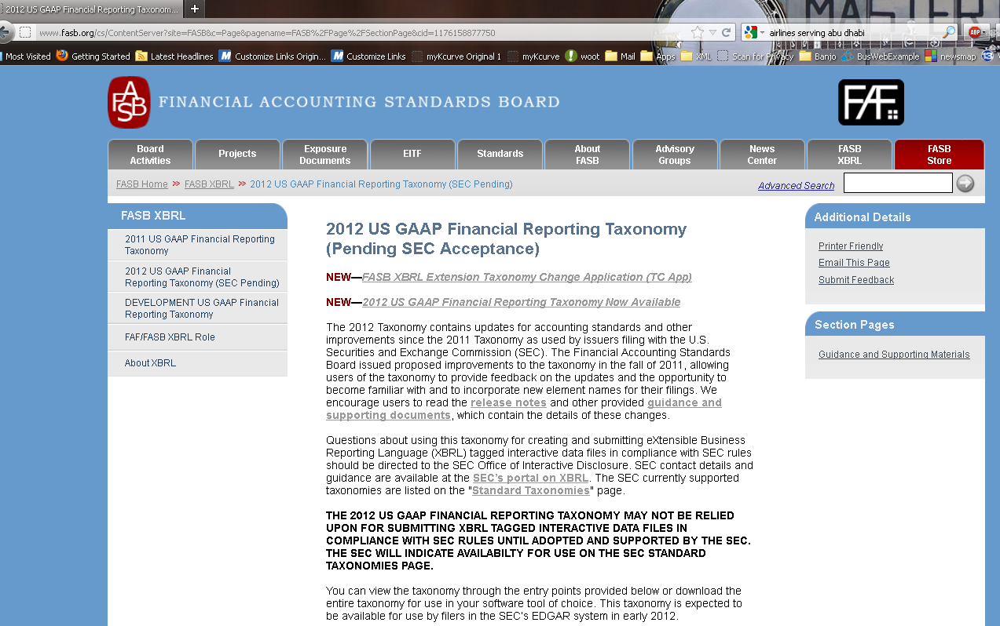 2012 US GAAP Financial Reporting Taxonom...
MASTER
www.fasb.org/cs/ContentServer?site=FASB&c=Page&pagename=FASB%2FPage%2FSectionPage&cid=1176158877750
airlines serving abu dhabi
ABP
Most Visited Getting Started Latest Headlines Customize Links Origin... Customize Links myKcurve Original 1 myKcurve woot Mail Apps XML Scan for Privacy Banjo BusWebExample newsmap
FASB
FINANCIAL ACCOUNTING STANDARDS BOARD
FAF
Board Activities
Projects
Exposure Documents
EITF
Standards
About FASB
Advisory Groups
News Center
FASB XBRL
FASB Store
FASB Home » FASB XBRL » 2012 US GAAP Financial Reporting Taxonomy (SEC Pending)
Advanced Search
FASB XBRL
2011 US GAAP Financial Reporting
Taxonomy
2012 US GAAP Financial
Reporting Taxonomy (SEC Pending)
DEVELOPMENT US GAAP Financial
Reporting Taxonomy
FAF/FASB XBRL Role
About XBRL
2012 US GAAP Financial Reporting Taxonomy
(Pending SEC Acceptance)
NEW—FASB XBRL Extension Taxonomy Change Application (TC App)
NEW—2012 US GAAP Financial Reporting Taxonomy Now Available
The 2012 Taxonomy contains updates for accounting standards and other
improvements since the 2011 Taxonomy as used by issuers filing with the U.S.
Securities and Exchange Commission (SEC). The Financial Accounting Standards
Board issued proposed improvements to the taxonomy in the fall of 2011, allowing
users of the taxonomy to provide feedback on the updates and the opportunity to
become familiar with and to incorporate new element names for their filings. We
encourage users to read the release notes and other provided guidance and
supporting documents, which contain the details of these changes.
Questions about using this taxonomy for creating and submitting eXtensible Business
Reporting Language (XBRL) tagged interactive data files in compliance with SEC rules
should be directed to the SEC Office of Interactive Disclosure. SEC contact details and
guidance are available at the SEC's portal on XBRL. The SEC currently supported
taxonomies are listed on the "Standard Taxonomies" page.
THE 2012 US GAAP FINANCIAL REPORTING TAXONOMY MAY NOT BE RELIED
UPON FOR SUBMITTING XBRL TAGGED INTERACTIVE DATA FILES IN
COMPLIANCE WITH SEC RULES UNTIL ADOPTED AND SUPPORTED BY THE SEC.
THE SEC WILL INDICATE AVAILABILTY FOR USE ON THE SEC STANDARD
TAXONOMIES PAGE.
You can view the taxonomy through the entry points provided below or download the
entire taxonomy for use in your software tool of choice. This taxonomy is expected to
be available for use by filers in the SEC's EDGAR system in early 2012.
Additional Details
Printer Friendly
Email This Page
Submit Feedback
Section Pages
Guidance and Supporting Materials